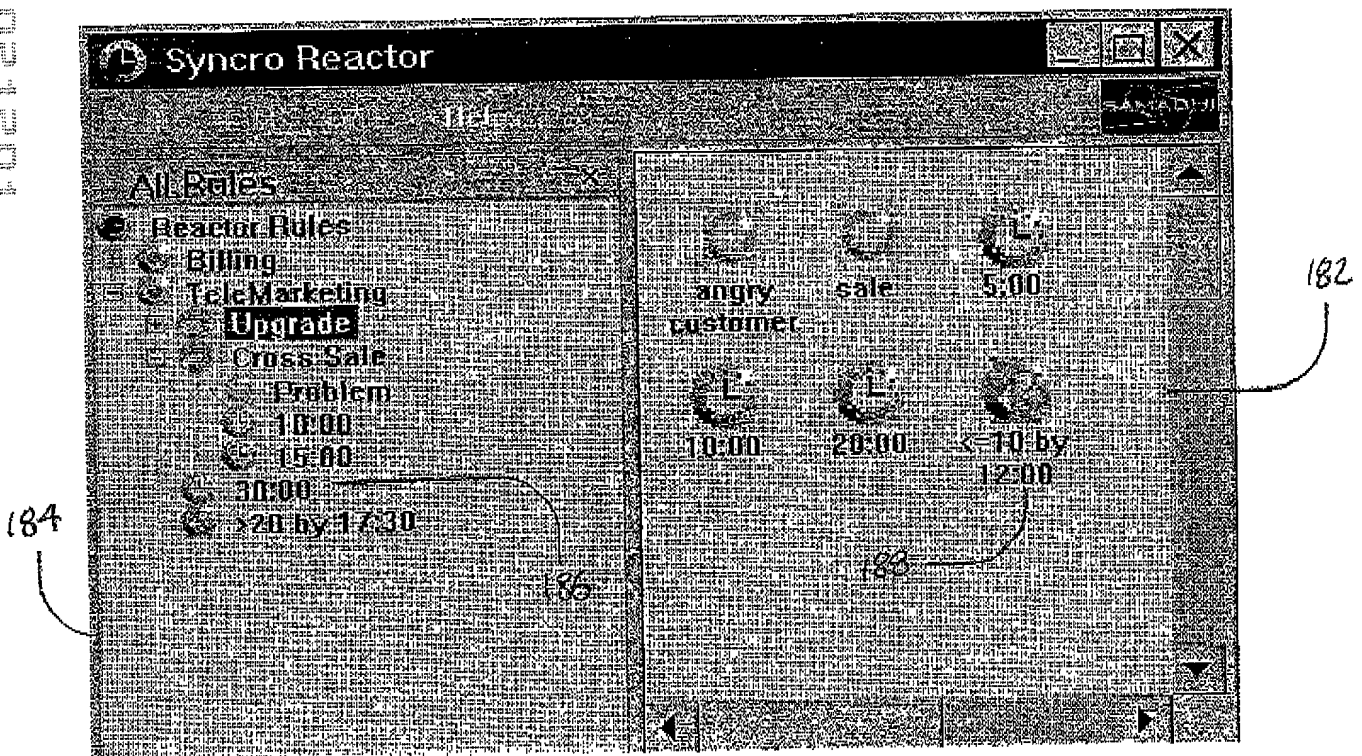 Syncro Reactor
Help
SAMADHI
All Rules
Reactor Rules
Billing
TeleMarketing
Upgrade
Cross Sale
Problem
10:00
15:00
30:00
>20 by 17:30
angry
customer
sale
5:00
10:00
20:00
<=10 by
12:00
182
184
186
188